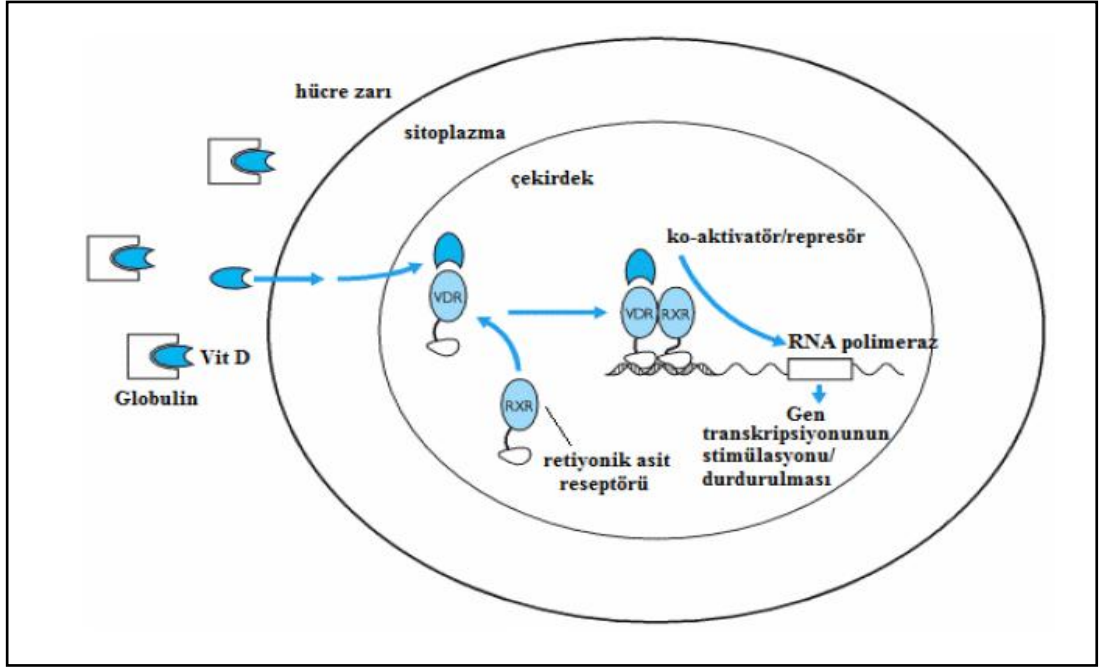 hücre zarı
sitoplazma
çekirdek
ko-aktivatör/represör
VDR
VDR
RXR
RNA polimeraz
Vit D
Globulin
RXR
retiyonik asit
reseptörü
Gen
transkripsiyonunun
stimülasyonu/
durdurulması